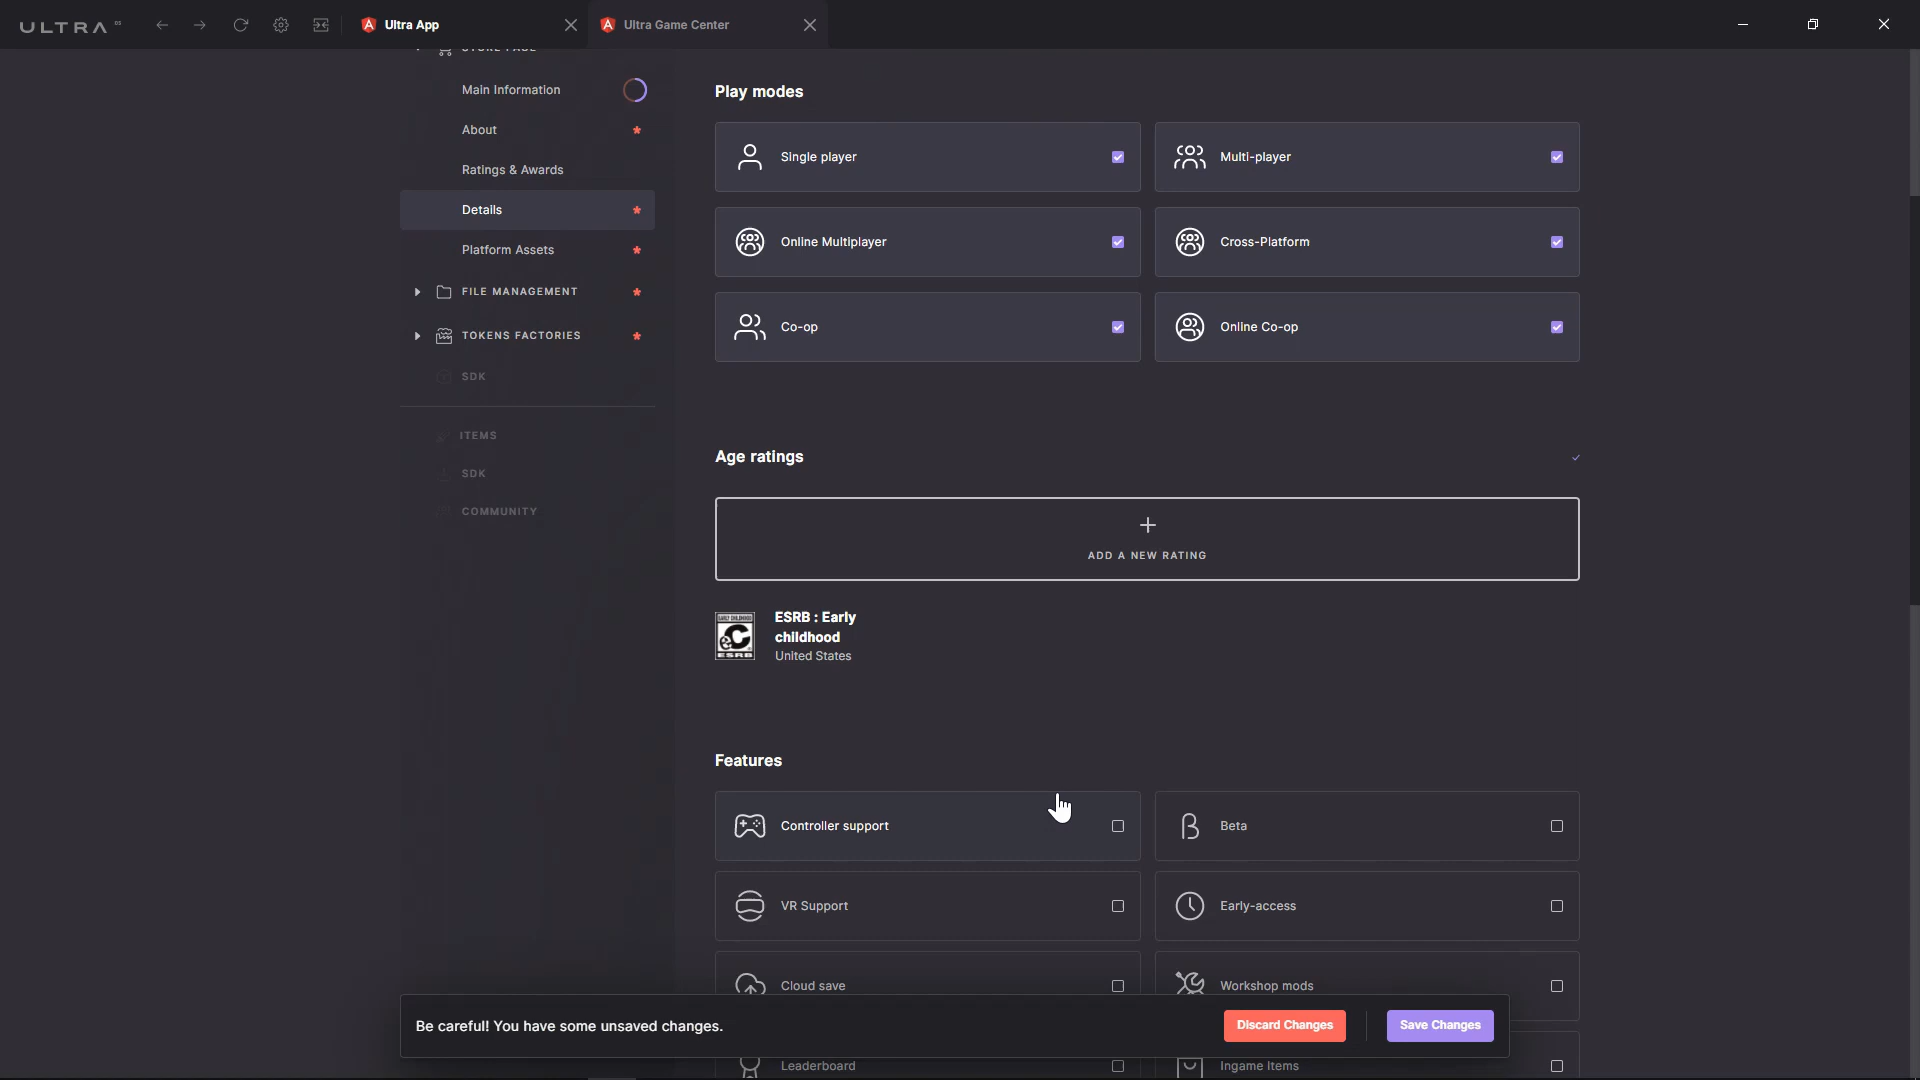 ULTRA
Ultra App
Ultra Game Center
Main Information
About *
Ratings & Awards
Details *
Platform Assets *
FILE MANAGEMENT *
TOKENS FACTORIES *
SDK
ITEMS
SDK
COMMUNITY
Play modes
Single player
Multi-player
Online Multiplayer
Cross-Platform
Co-op
Online Co-op
Age ratings
ADD A NEW RATING
EARLY CHILDHOOD
C
ESRB
ESRB : Early
childhood
United States
Features
Controller support
Beta
VR Support
Early-access
Cloud save
Workshop mods
Be careful! You have some unsaved changes.
Discard Changes
Save Changes
Leaderboard
Ingame Items